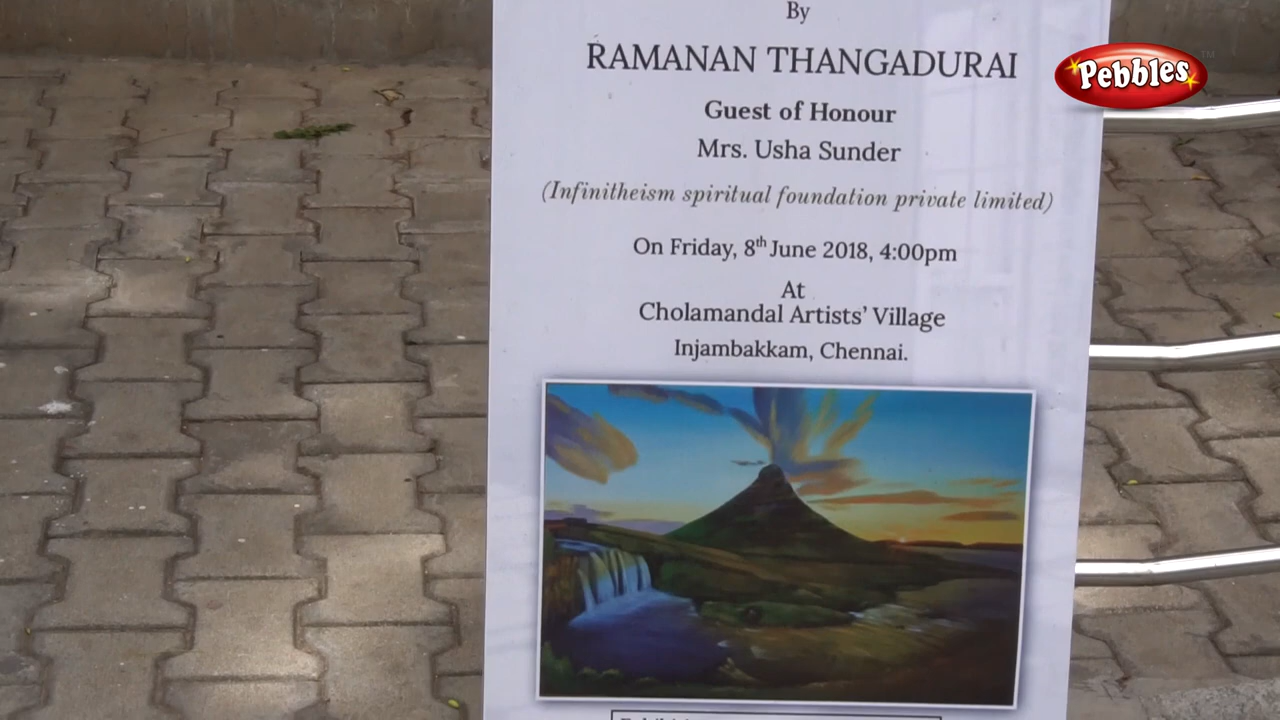 By
RAMANAN THANGADURAI
Pebbles™
Guest of Honour
Mrs. Usha Sunder
(Infinitheism spiritual foundation private limited)
On Friday, 8th June 2018, 4:00pm
At
Cholamandal Artists' Village
Injambakkam, Chennai.